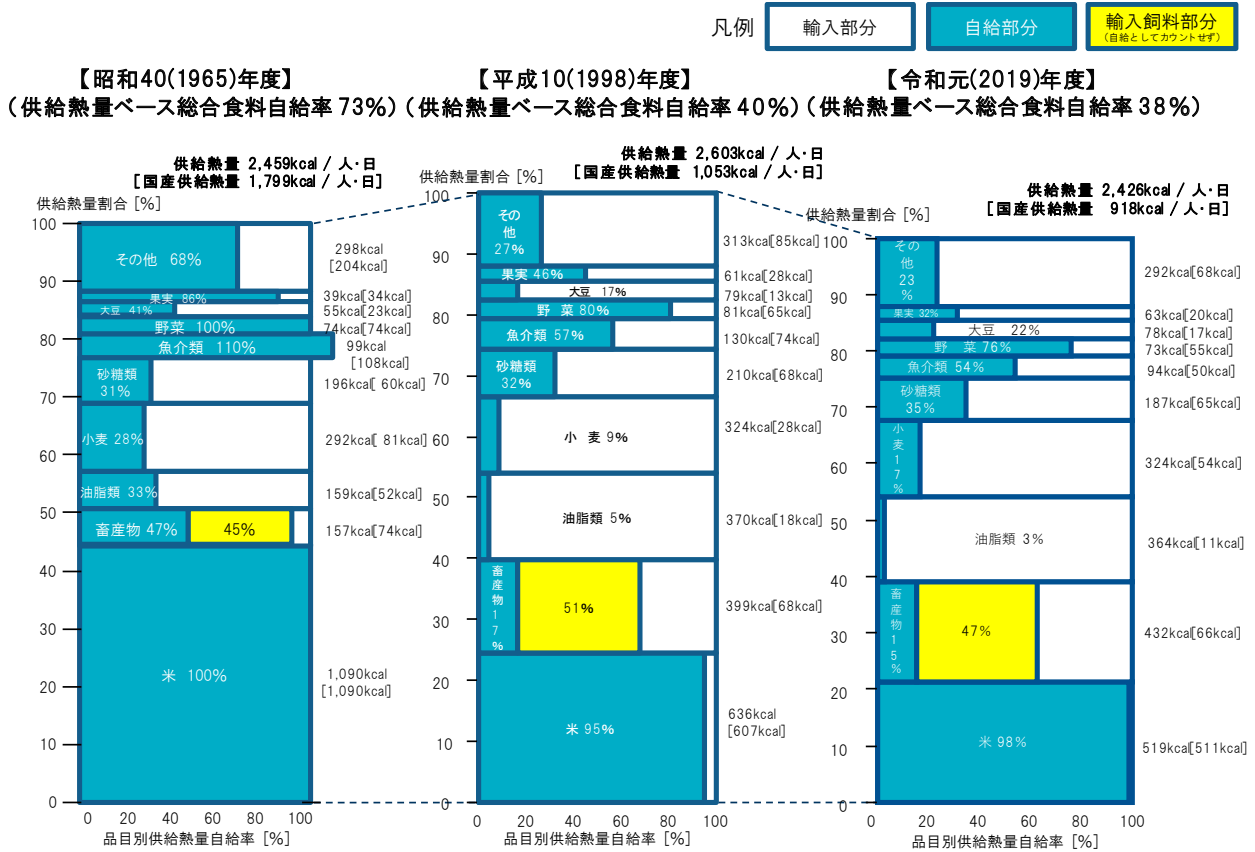 凡例
輸入部分
自給部分
輸入飼料部分
(自給としてカウントせず)
【昭和40(1965)年度】
(供給熱量ベース総合食料自給率 73%)
供給熱量 2,459kcal / 人・日
[国産供給熱量 1,799kcal / 人・日]
供給熱量割合 [%]
100
90
80
70
60
50
40
30
20
10
0
その他 68%
298kcal
[204kcal]
果実 86%
39kcal[34kcal]
大豆 41%
55kcal[23kcal]
野菜 100%
74kcal[74kcal]
魚介類 110%
99kcal
[108kcal]
砂糖類
31%
196kcal[ 60kcal]
小麦 28%
292kcal[ 81kcal]
油脂類 33%
159kcal[52kcal]
畜産物 47%
45%
157kcal[74kcal]
米 100%
1,090kcal
[1,090kcal]
0 20 40 60 80 100
品目別供給熱量自給率 [%]
【平成10(1998)年度】
(供給熱量ベース総合食料自給率 40%)
供給熱量 2,603kcal / 人・日
[国産供給熱量 1,053kcal / 人・日]
供給熱量割合 [%]
100
90
80
70
60
50
40
30
20
10
0
その
他
27%
313kcal[85kcal]
果実 46%
61kcal[28kcal]
大豆 17%
79kcal[13kcal]
野 菜 80%
81kcal[65kcal]
魚介類 57%
130kcal[74kcal]
砂糖類
32%
210kcal[68kcal]
小 麦 9%
324kcal[28kcal]
油脂類 5%
370kcal[18kcal]
畜
産
物
1
7
%
51%
399kcal[68kcal]
米 95%
636kcal
[607kcal]
0 20 40 60 80 100
品目別供給熱量自給率 [%]
【令和元(2019)年度】
(供給熱量ベース総合食料自給率 38%)
供給熱量 2,426kcal / 人・日
[国産供給熱量 918kcal / 人・日]
供給熱量割合 [%]
100
90
80
70
60
50
40
30
20
10
0
その
他
23
%
292kcal[68kcal]
果実 32%
63kcal[20kcal]
大豆 22%
78kcal[17kcal]
野 菜 76%
73kcal[55kcal]
魚介類 54%
94kcal[50kcal]
砂糖類
35%
187kcal[65kcal]
小
麦
1
7
%
324kcal[54kcal]
油脂類 3%
364kcal[11kcal]
畜
産
物
1
5
%
47%
432kcal[66kcal]
米 98%
519kcal[511kcal]
0 20 40 60 80 100
品目別供給熱量自給率 [%]